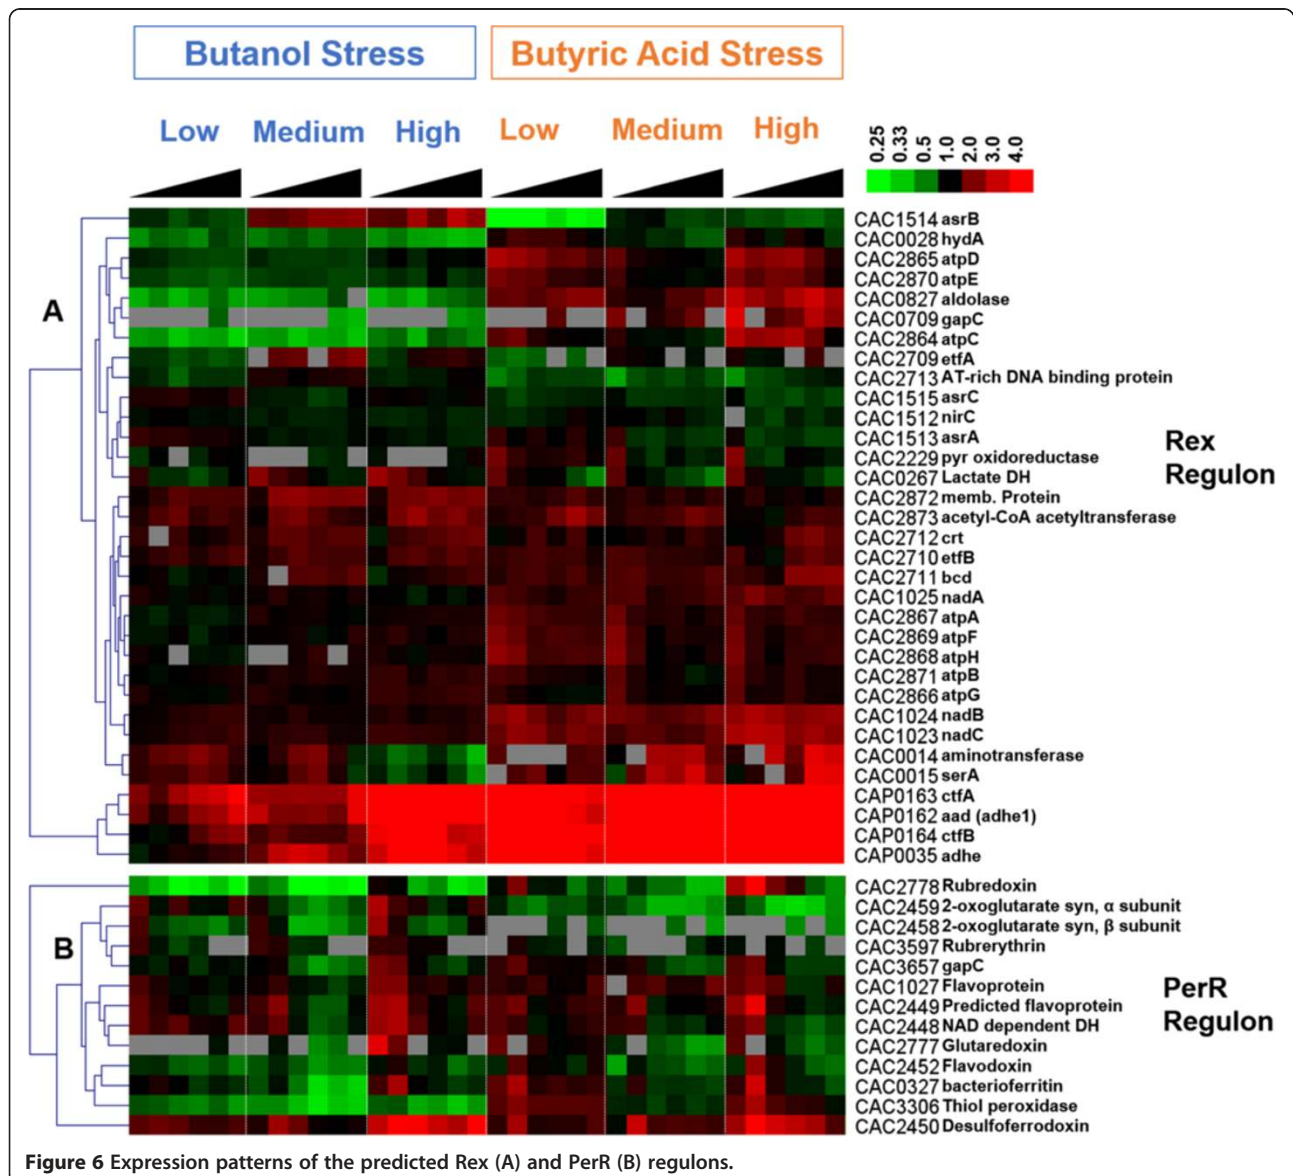 Butanol Stress Butyric Acid Stress
Low Medium High Low Medium High
0.25 0.33 0.5 1.0 2.0 3.0 4.0
A
CAC1514 asrB
CAC0028 hydA
CAC2865 atpD
CAC2870 atpE
CAC0827 aldolase
CAC0709 gapC
CAC2864 atpC
CAC2709 etfA
CAC2713 AT-rich DNA binding protein
CAC1515 asrC
CAC1512 nirC
CAC1513 asrA
CAC2229 pyr oxidoreductase
CAC0267 Lactate DH
CAC2872 memb. Protein
CAC2873 acetyl-CoA acetyltransferase
CAC2712 crt
CAC2710 etfB
CAC2711 bcd
CAC1025 nadA
CAC2867 atpA
CAC2869 atpF
CAC2868 atpH
CAC2871 atpB
CAC2866 atpG
CAC1024 nadB
CAC1023 nadC
CAC0014 aminotransferase
CAC0015 serA
CAP0163 ctfA
CAP0162 aad (adhe1)
CAP0164 ctfB
CAP0035 adhe
Rex
Regulon
B
CAC2778 Rubredoxin
CAC2459 2-oxoglutarate syn, α subunit
CAC2458 2-oxoglutarate syn, β subunit
CAC3597 Rubrerythrin
CAC3657 gapC
CAC1027 Flavoprotein
CAC2449 Predicted flavoprotein
CAC2448 NAD dependent DH
CAC2777 Glutaredoxin
CAC2452 Flavodoxin
CAC0327 bacterioferritin
CAC3306 Thiol peroxidase
CAC2450 Desulfoferrodoxin
PerR
Regulon
Figure 6 Expression patterns of the predicted Rex (A) and PerR (B) regulons.